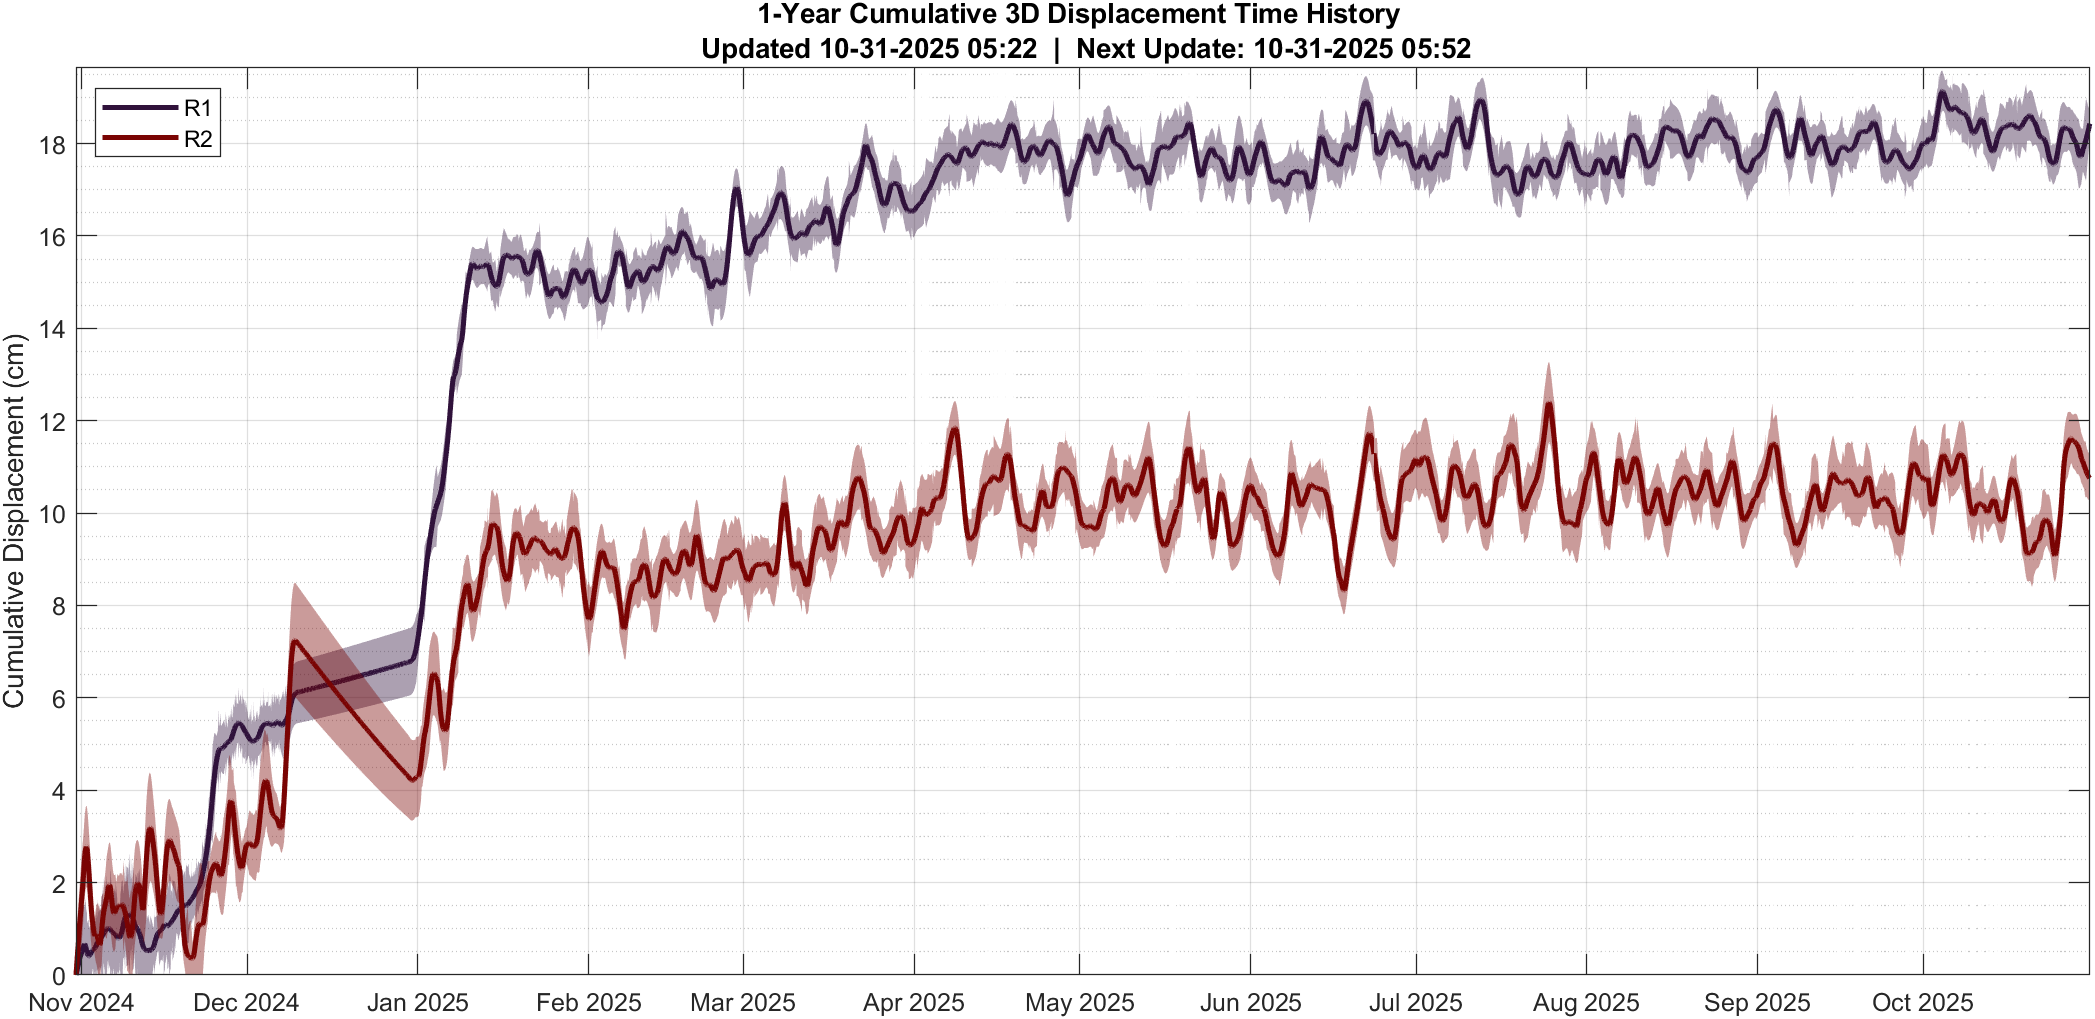 1-Year Cumulative 3D Displacement Time History
Updated 10-31-2025 05:22 | Next Update: 10-31-2025 05:52
R1
R2
Cumulative Displacement (cm)
18
16
14
12
10
8
6
4
2
0
Nov 2024 Dec 2024 Jan 2025 Feb 2025 Mar 2025 Apr 2025 May 2025 Jun 2025 Jul 2025 Aug 2025 Sep 2025 Oct 2025